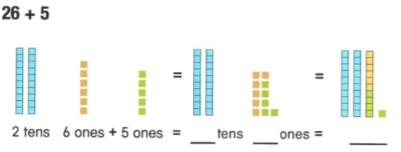 26 + 5
= =
2 tens 6 ones + 5 ones = ___ tens ___ ones = ___